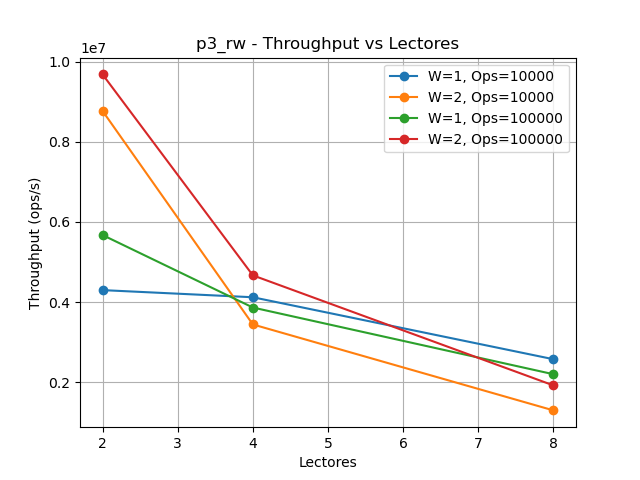 p3_rw - Throughput vs Lectores
1e7
1.0
0.8
0.6
0.4
0.2
Throughput (ops/s)
W=1, Ops=10000
W=2, Ops=10000
W=1, Ops=100000
W=2, Ops=100000
2 3 4 5 6 7 8
Lectores